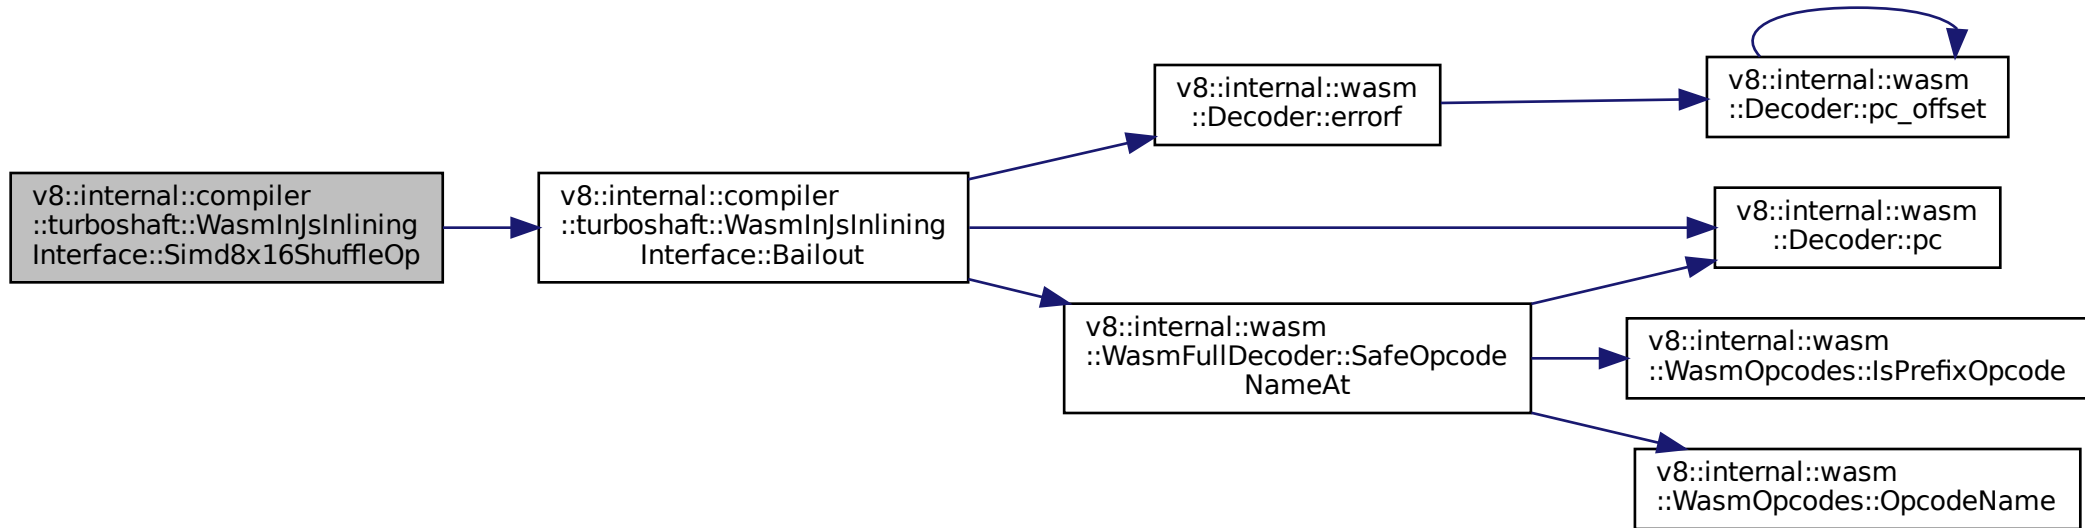 v8::internal::compiler
::turboshaft::WasmInJsInlining
Interface::Simd8x16ShuffleOp
v8::internal::compiler
::turboshaft::WasmInJsInlining
Interface::Bailout
v8::internal::wasm
::Decoder::errorf
v8::internal::wasm
::Decoder::pc_offset
v8::internal::wasm
::Decoder::pc
v8::internal::wasm
::WasmFullDecoder::SafeOpcode
NameAt
v8::internal::wasm
::WasmOpcodes::IsPrefixOpcode
v8::internal::wasm
::WasmOpcodes::OpcodeName